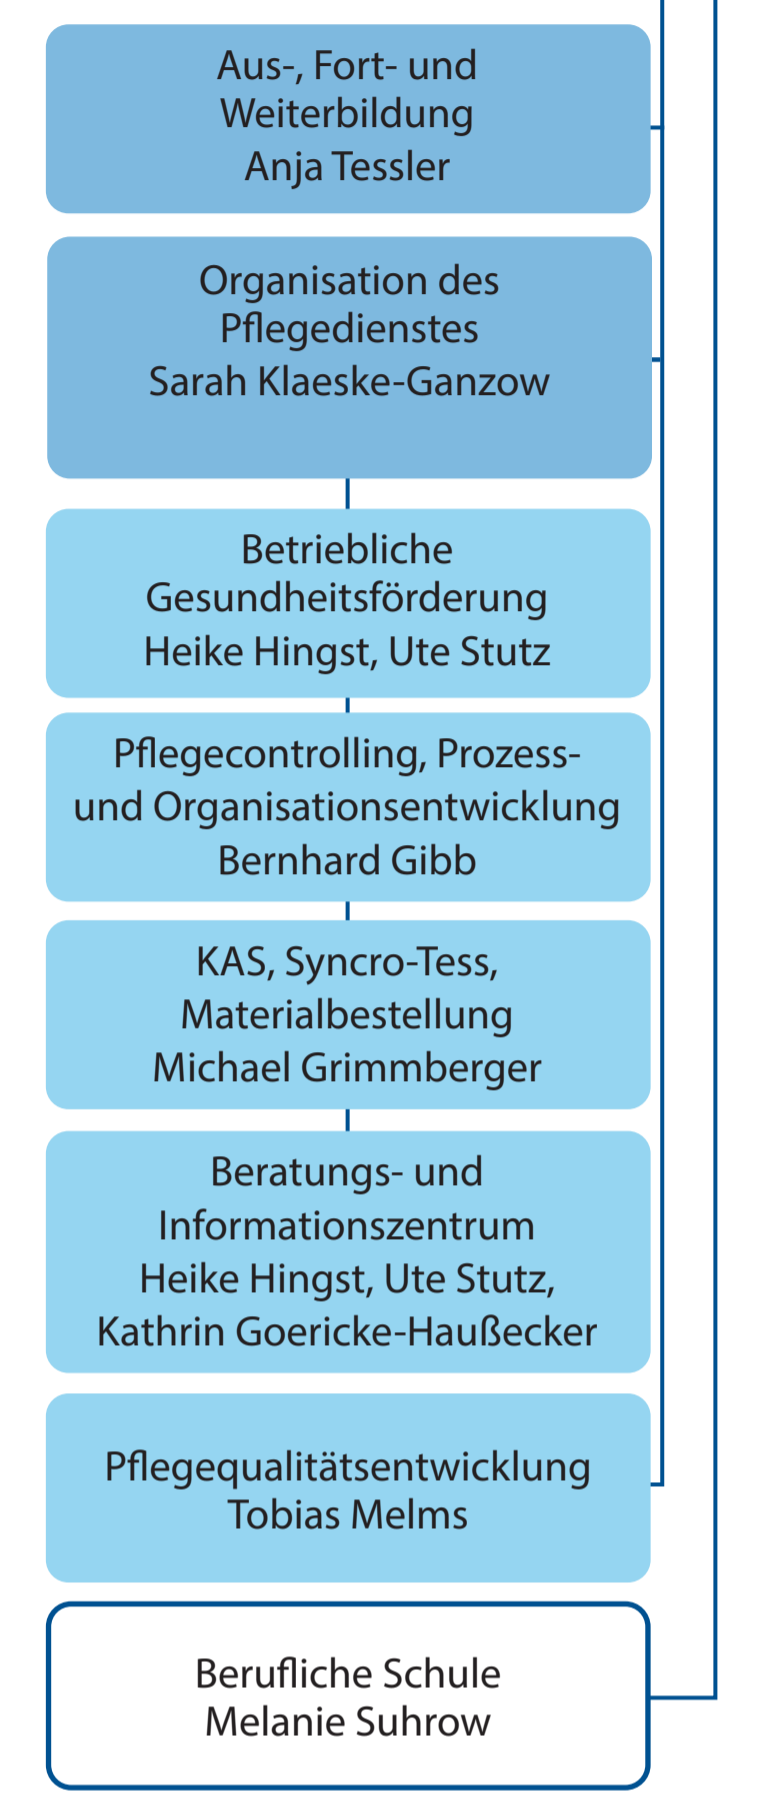 Aus-, Fort- und
Weiterbildung
Anja Tessler
Organisation des
Pflegedienstes
Sarah Klaeske-Ganzow
Betriebliche
Gesundheitsförderung
Heike Hingst, Ute Stutz
Pflegecontrolling, Prozess-
und Organisationsentwicklung
Bernhard Gibb
KAS, Syncro-Tess,
Materialbestellung
Michael Grimmberger
Beratungs- und
Informationszentrum
Heike Hingst, Ute Stutz,
Kathrin Goericke-Haußecker
Pflegequalitätsentwicklung
Tobias Melms
Berufliche Schule
Melanie Suhrow